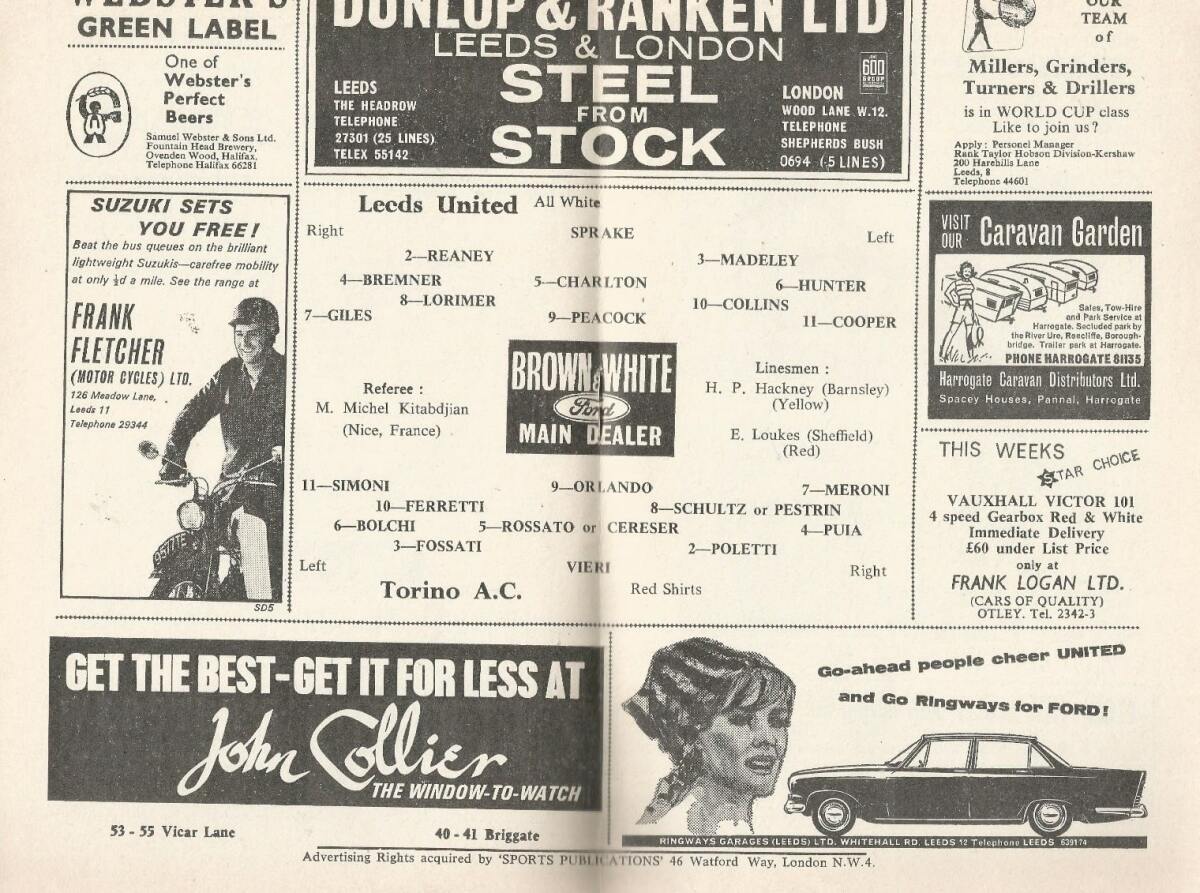 WEBSTER'S
GREEN LABEL
One of
Webster's
Perfect
Beers
Samuel Webster & Sons Ltd.
Fountain Head Brewery,
Ovenden Wood, Halifax.
Telephone Halifax 66281
DUNLOP & RANKEN LTD
LEEDS & LONDON
STEEL
FROM
STOCK
LEEDS
THE HEADROW
TELEPHONE
27301 (25 LINES)
TELEX 55142
600
GROUP
LONDON
WOOD LANE W.12.
TELEPHONE
SHEPHERDS BUSH
0694 (5 LINES)
OUR
TEAM
of
Millers, Grinders,
Turners & Drillers
is in WORLD CUP class
Like to join us?
Apply: Personel Manager
Rank Taylor Hobson Division-Kershaw
200 Harehills Lane
Leeds, 8
Telephone 44601
SUZUKI SETS
YOU FREE!
Beat the bus queues on the brilliant
lightweight Suzukis—carefree mobility
at only ½d a mile. See the range at
FRANK
FLETCHER
(MOTOR CYCLES) LTD.
126 Meadow Lane,
Leeds 11
Telephone 29344
SD5
Leeds United All White
Right SPRAKE Left
2—REANEY 3—MADELEY
4—BREMNER 5—CHARLTON 6—HUNTER
8—LORIMER 10—COLLINS
7—GILES 9—PEACOCK 11—COOPER
Referee :
M. Michel Kitabdjian
(Nice, France)
BROWN & WHITE
Ford
MAIN DEALER
Linesmen :
H. P. Hackney (Barnsley)
(Yellow)
E. Loukes (Sheffield)
(Red)
11—SIMONI 9—ORLANDO 7—MERONI
10—FERRETTI 8—SCHULTZ or PESTRIN
6—BOLCHI 5—ROSSATO or CERESER 4—PUIA
3—FOSSATI 2—POLETTI
Left VIERI Right
Torino A.C. Red Shirts
VISIT
OUR
Caravan Garden
Sales, Tow-Hire
and Park Service at
Harrogate. Secluded park by
the River Ure, Roecliffe, Borough-
bridge. Trailer park at Harrogate.
PHONE HARROGATE 81135
Harrogate Caravan Distributors Ltd.
Spacey Houses, Pannal, Harrogate
THIS WEEKS
STAR CHOICE
VAUXHALL VICTOR 101
4 speed Gearbox Red & White
Immediate Delivery
£60 under List Price
only at
FRANK LOGAN LTD.
(CARS OF QUALITY)
OTLEY. Tel. 2342-3
GET THE BEST-GET IT FOR LESS AT
John Collier
THE WINDOW-TO-WATCH
53 - 55 Vicar Lane 40 - 41 Briggate
Go-ahead people cheer UNITED
and Go Ringways for FORD!
RINGWAYS GARAGES (LEEDS) LTD. WHITEHALL RD. LEEDS 12 Telephone LEEDS 639174
Advertising Rights acquired by 'SPORTS PUBLICATIONS' 46 Watford Way, London N.W.4.